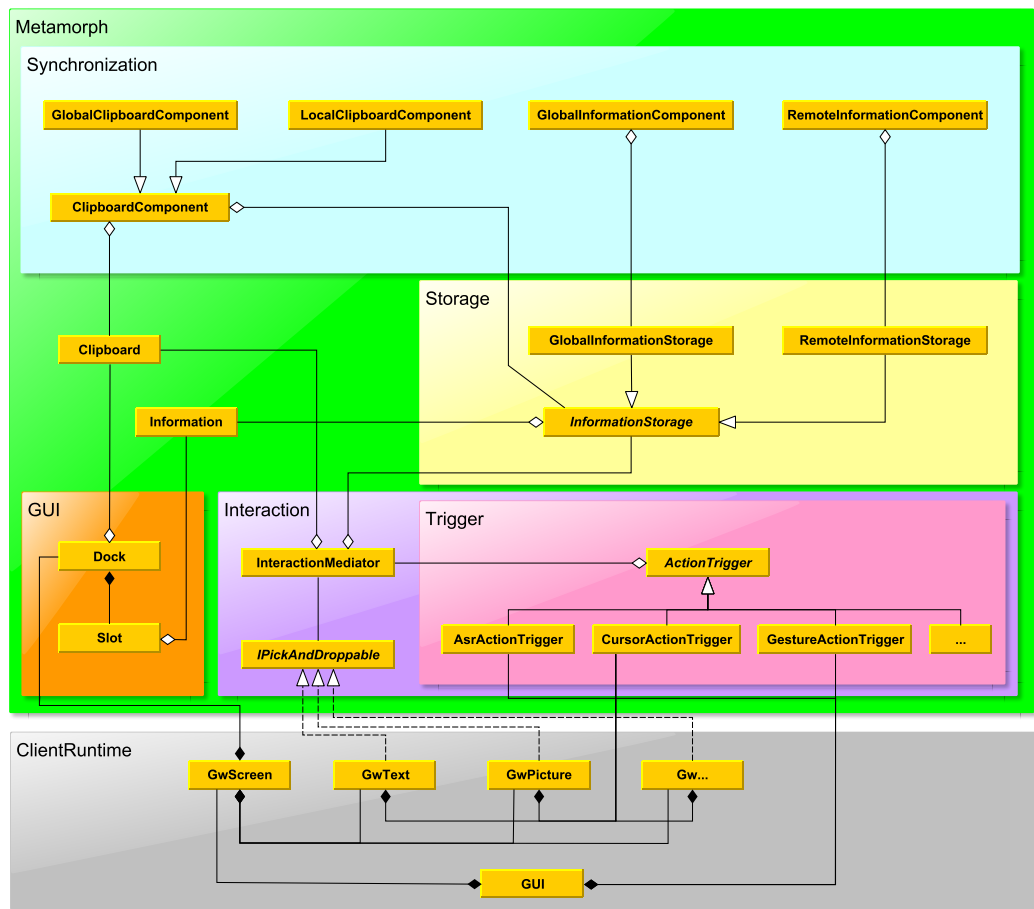 Metamorph
Synchronization
GlobalClipboardComponent
LocalClipboardComponent
GlobalInformationComponent
RemoteInformationComponent
ClipboardComponent
Storage
Clipboard
GlobalInformationStorage
RemoteInformationStorage
Information
InformationStorage
GUI
Interaction
Trigger
Dock
InteractionMediator
ActionTrigger
Slot
AsrActionTrigger
CursorActionTrigger
GestureActionTrigger
...
IPickAndDroppable
ClientRuntime
GwScreen
GwText
GwPicture
Gw...
GUI